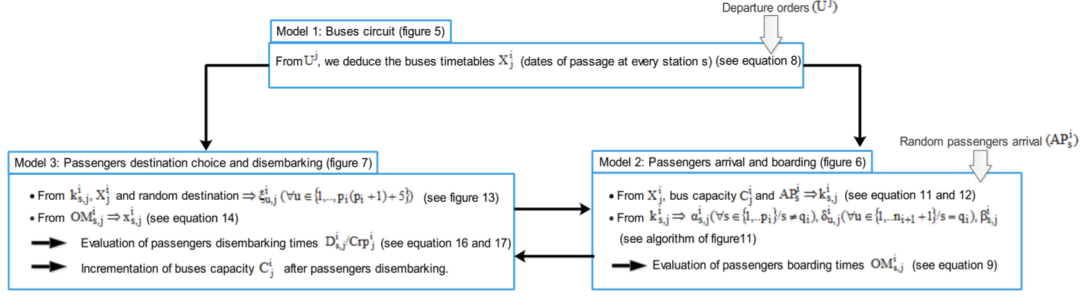 Departure orders (U^j)
Model 1: Buses circuit (figure 5)
From U^j, we deduce the buses timetables X_j^i (dates of passage at every station s) (see equation 8)
Random passengers arrival (AP_s^i)
Model 3: Passengers destination choice and disembarking (figure 7)
• From k_{s,j}^i, X_j^i and random destination ⇒ ξ_{u,j}^i (∀u ∈ {1,..,p_i(p_i +1)+5}) (see figure 13)
• From OM_{s,j}^i ⇒ x_{s,j}^i (see equation 14)
Evaluation of passengers disembarking times D_{s,j}^i/Crp_j^i (see equation 16 and 17)
Incrementation of buses capacity C_j^i after passengers disembarking.
Model 2: Passengers arrival and boarding (figure 6)
• From X_j^i, bus capacity C_j^i and AP_s^i ⇒ k_{s,j}^i (see equation 11 and 12)
• From k_{s,j}^i ⇒ α_{s,j}^i (∀s ∈ {1,..p_i}/s ≠ q_i), δ_{u,j}^i (∀u ∈ {1,..n_{i+1} +1}/s = q_i), β_{s,j}^i
(see algorithm of figure11)
Evaluation of passengers boarding times OM_{s,j}^i (see equation 9)